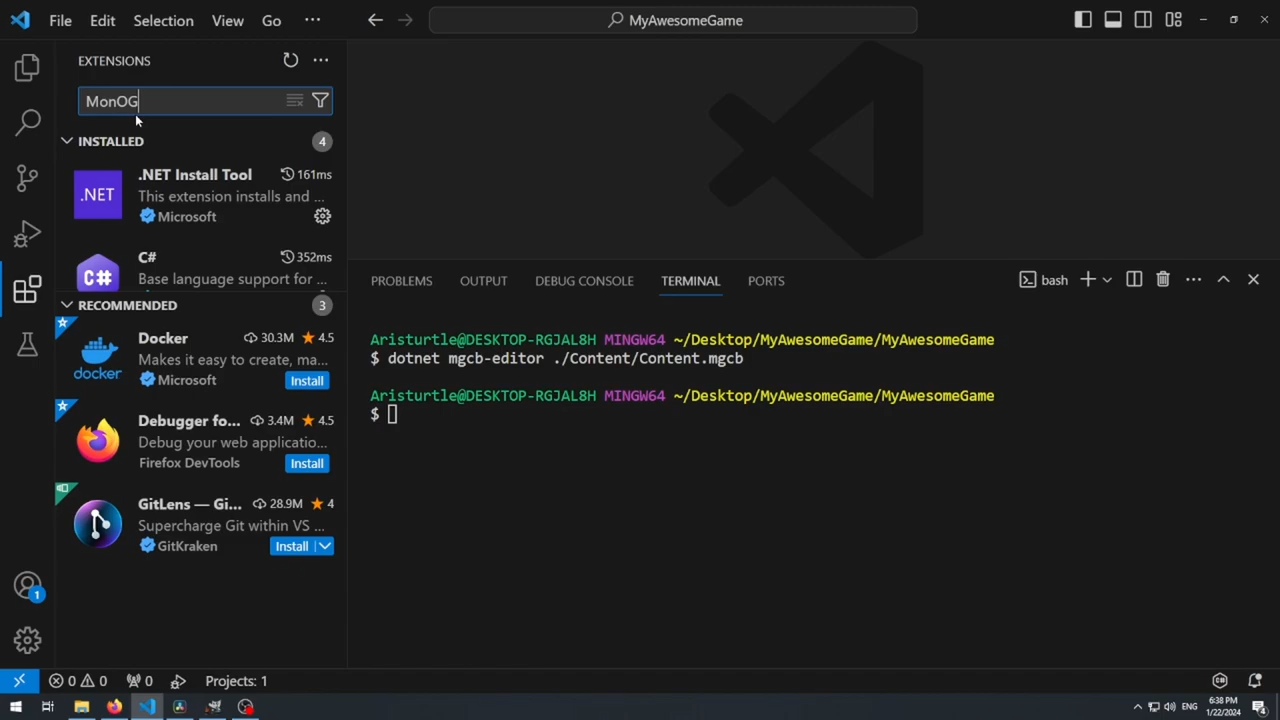 File Edit Selection View Go ··· MyAwesomeGame
EXTENSIONS
MonOG
INSTALLED 4
.NET
.NET Install Tool 161ms
This extension installs and ...
Microsoft
C#
C# 352ms
Base language support for ...
RECOMMENDED 3
docker
Docker 30.3M ★ 4.5
Makes it easy to create, ma...
Microsoft Install
Debugger fo... 3.4M ★ 4.5
Debug your web applicatio...
Firefox DevTools Install
GitLens — Gi... 28.9M ★ 4
Supercharge Git within VS ...
GitKraken Install
PROBLEMS OUTPUT DEBUG CONSOLE TERMINAL PORTS bash
Aristurtle@DESKTOP-RGJAL8H MINGW64 ~/Desktop/MyAwesomeGame/MyAwesomeGame
$ dotnet mgcb-editor ./Content/Content.mgcb
Aristurtle@DESKTOP-RGJAL8H MINGW64 ~/Desktop/MyAwesomeGame/MyAwesomeGame
$
1
0 0 0 Projects: 1
ENG
6:38 PM
1/22/2024
4